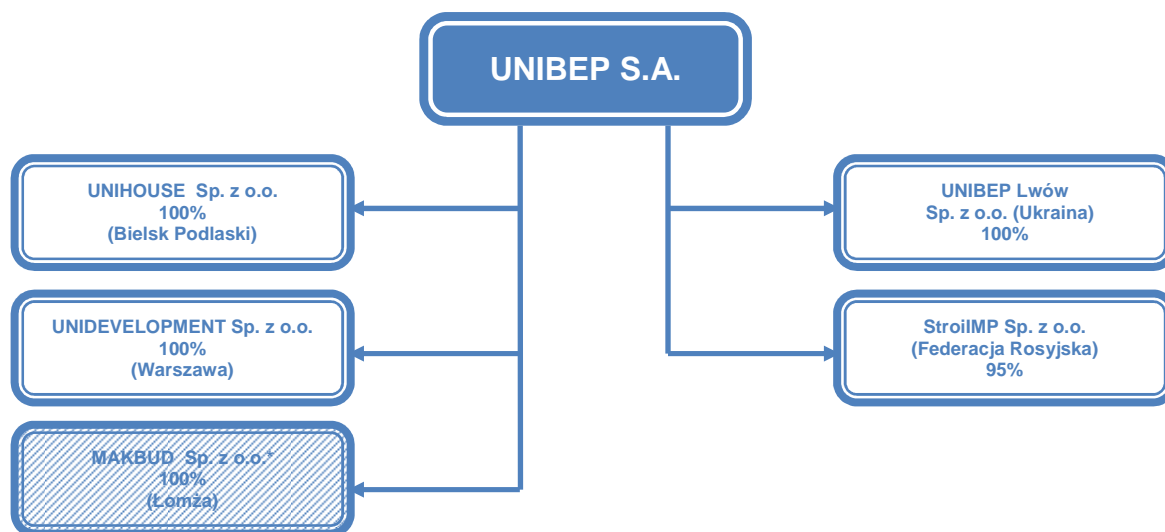 UNIBEP S.A.
UNIHOUSE Sp. z o.o.
100%
(Bielsk Podlaski)
UNIDEVELOPMENT Sp. z o.o.
100%
(Warszawa)
MAKBUD Sp. z o.o.*
100%
(Łomża)
UNIBEP Lwów
Sp. z o.o. (Ukraina)
100%
StroiIMP Sp. z o.o.
(Federacja Rosyjska)
95%